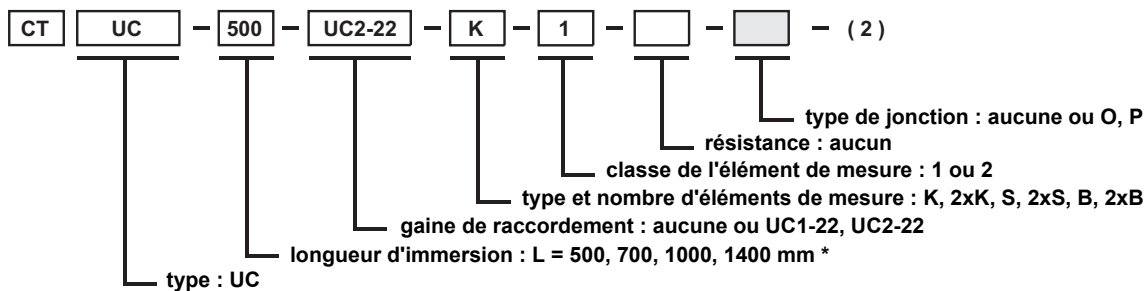 CT UC – 500 – UC2-22 – K – 1 – – – (2)
type de jonction : aucune ou O, P
résistance : aucun
classe de l'élément de mesure : 1 ou 2
type et nombre d'éléments de mesure : K, 2xK, S, 2xS, B, 2xB
gaine de raccordement : aucune ou UC1-22, UC2-22
longueur d'immersion : L = 500, 700, 1000, 1400 mm *
type : UC